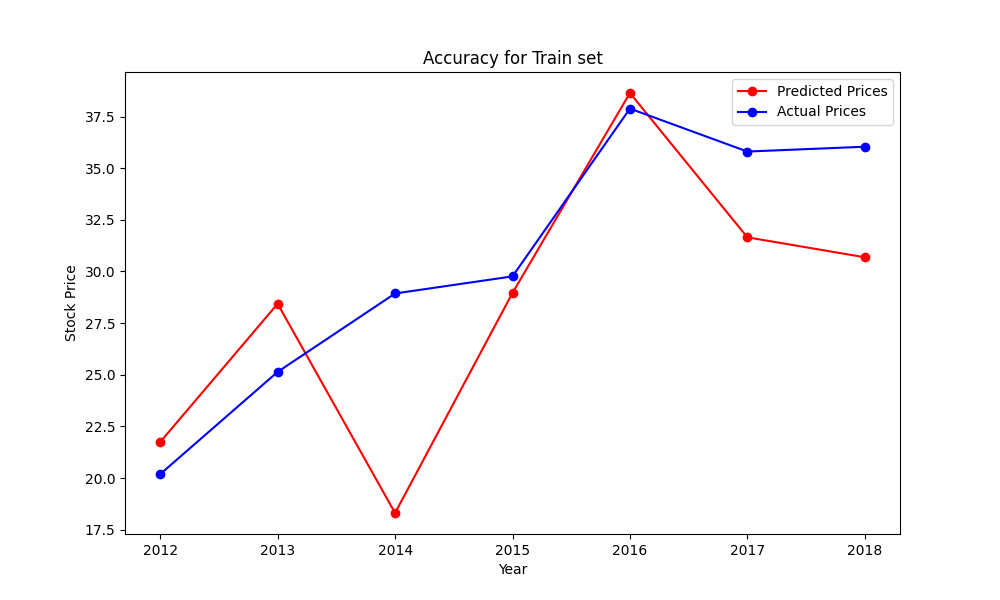 Accuracy for Train set
Predicted Prices
Actual Prices
37.5
35.0
32.5
30.0
27.5
25.0
22.5
20.0
17.5
Stock Price
2012 2013 2014 2015 2016 2017 2018
Year